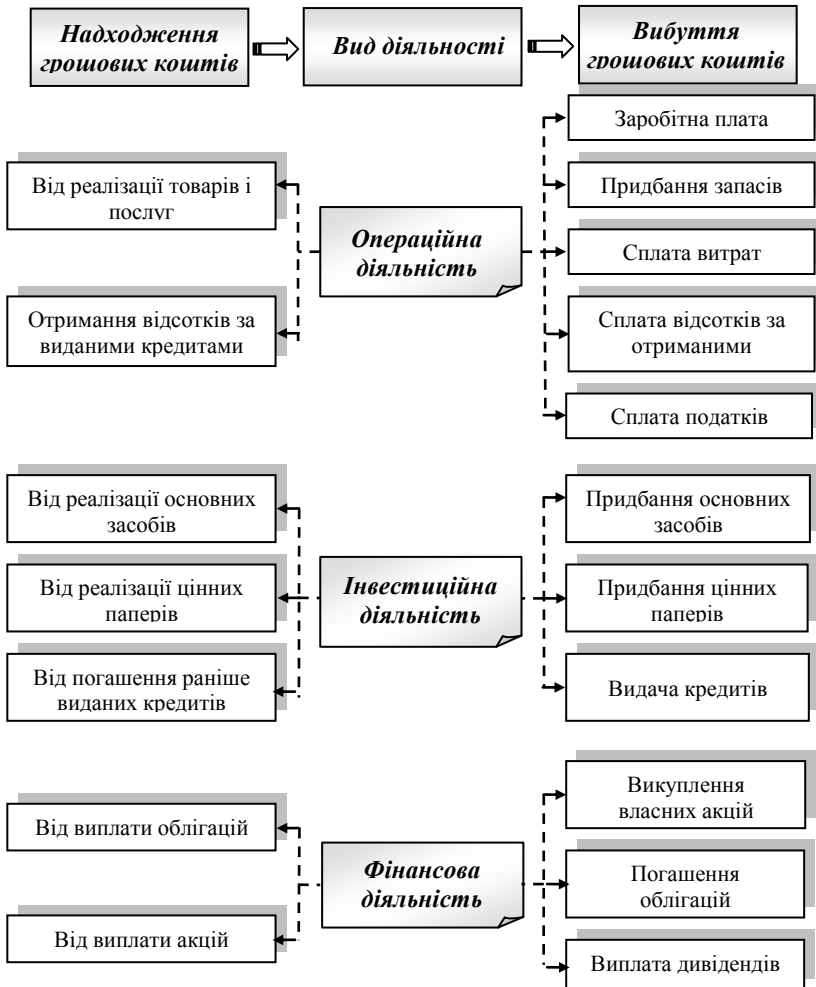 Надходження
грошових коштів
Вид діяльності
Вибуття
грошових коштів
Від реалізації товарів і
послуг
Отримання відсотків за
виданими кредитами
Операційна
діяльність
Заробітна плата
Придбання запасів
Сплата витрат
Сплата відсотків за
отриманими
Сплата податків
Від реалізації основних
засобів
Від реалізації цінних
паперів
Від погашення раніше
виданих кредитів
Інвестиційна
діяльність
Придбання основних
засобів
Придбання цінних
паперів
Видача кредитів
Від виплати облігацій
Від виплати акцій
Фінансова
діяльність
Викуплення
власних акцій
Погашення
облігацій
Виплата дивідендів